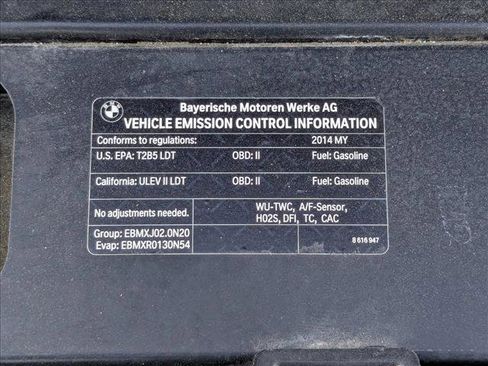 BMW
Bayerische Motoren Werke AG
VEHICLE EMISSION CONTROL INFORMATION
Conforms to regulations: 2014 MY
U.S. EPA: T2B5 LDT OBD: II Fuel: Gasoline
California: ULEV II LDT OBD: II Fuel: Gasoline
No adjustments needed.
WU-TWC, A/F-Sensor,
HO2S, DFI, TC, CAC
Group: EBMXJ02.0N20
Evap: EBMXR0130N54
8 616 947